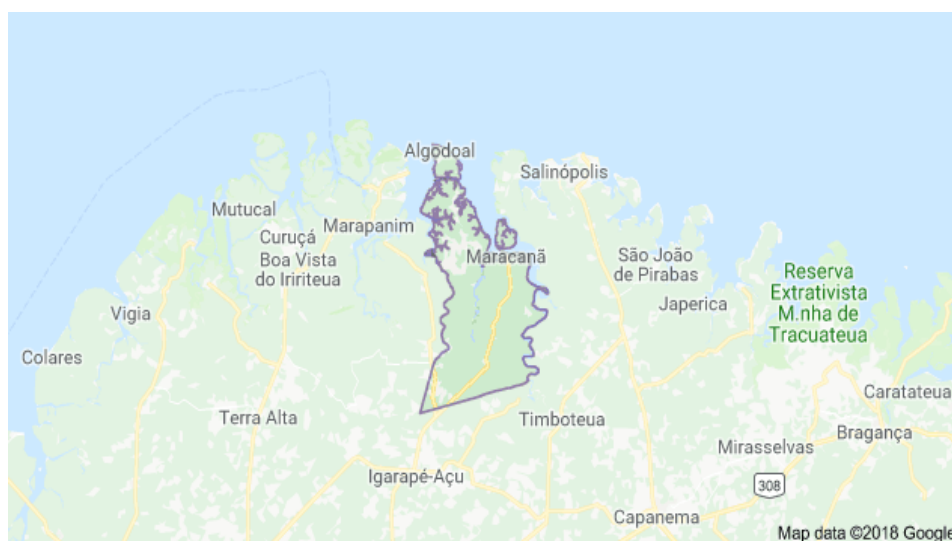 Algodoal
Salinópolis
Mutucal
Marapanim
Curuçá
Boa Vista
do Iririteua
Maracanã
São João
de Pirabas
Reserva
Extrativista
M.nha de
Tracuateua
Japerica
Vigia
Colares
Caratateua
Terra Alta
Timboteua
Bragança
Mirasselvas
Igarapé-Açu
308
Capanema
Map data ©2018 Google